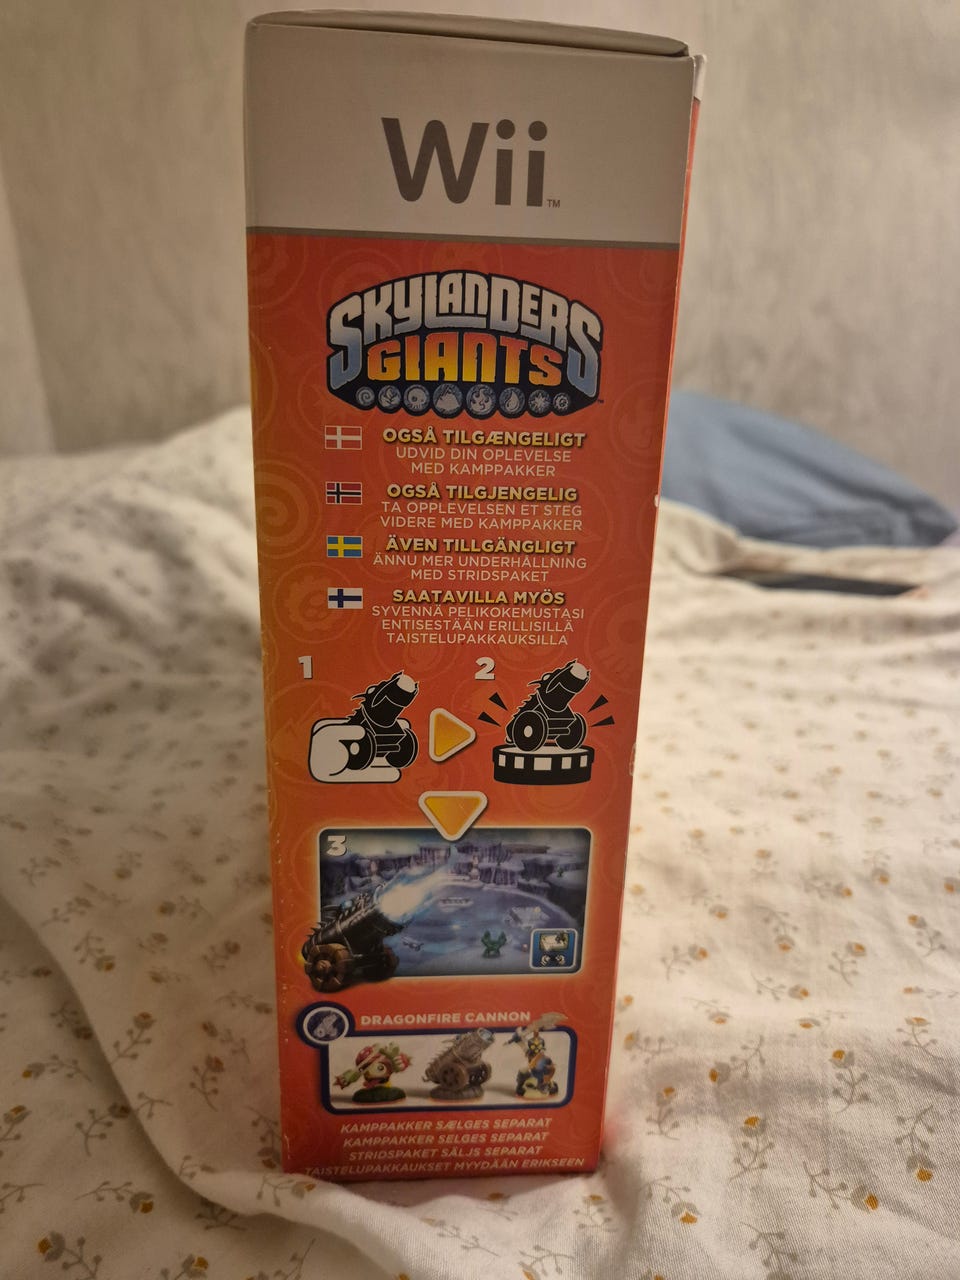 Wii™
SKYLANDERS
GIANTS™
OGSÅ TILGÆNGELIGT
UDVID DIN OPLEVELSE
MED KAMPPAKKER
OGSÅ TILGJENGELIG
TA OPPLEVELSEN ET STEG
VIDERE MED KAMPPAKKER
ÄVEN TILLGÄNGLIGT
ÄNNU MER UNDERHÅLLNING
MED STRIDSPAKET
SAATAVILLA MYÖS
SYVENNÄ PELIKOKEMUSTASI
ENTISESTÄÄN ERILLISILLÄ
TAISTELUPAKKAUKSILLA
1 2
3
DRAGONFIRE CANNON
KAMPPAKKER SÆLGES SEPARAT
KAMPPAKKER SELGES SEPARAT
STRIDSPAKET SÄLJS SEPARAT
TAISTELUPAKKAUKSET MYYDÄÄN ERIKSEEN